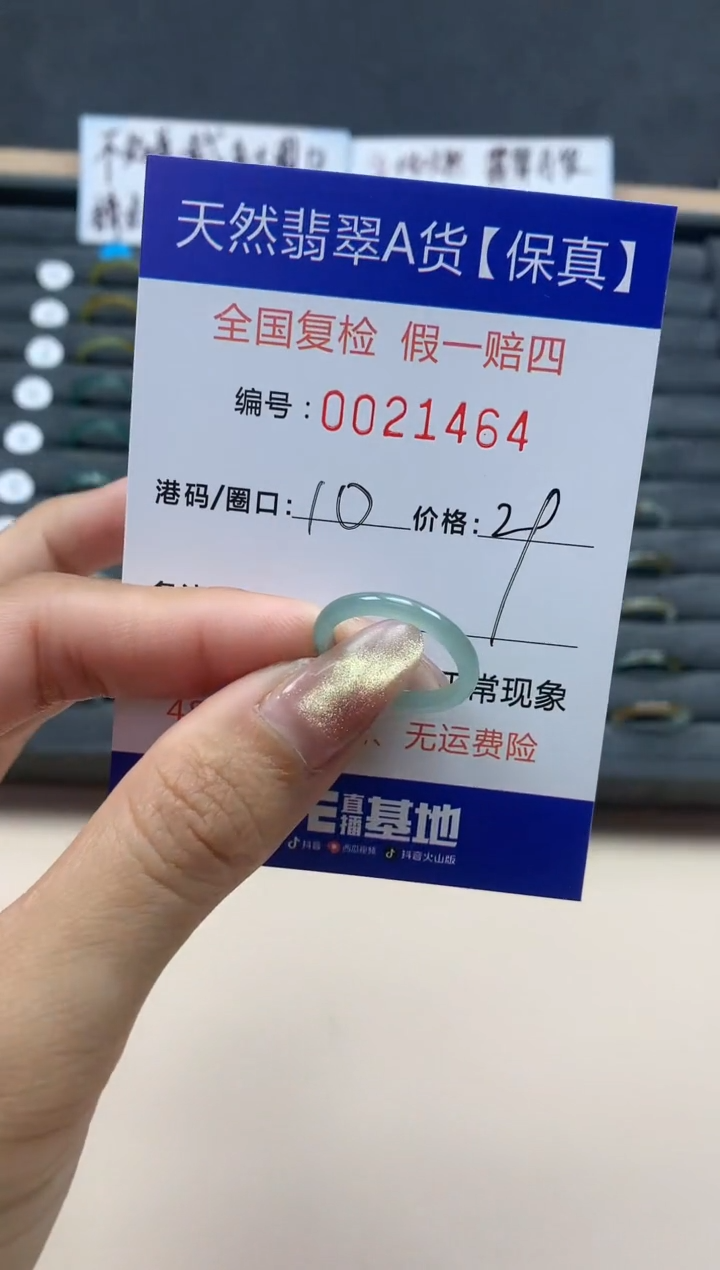 天然翡翠A货【保真】
全国复检 假一赔四
编号：0021464
港码/圈口：10 价格：29
正常现象
无运费险
直播基地
抖音 西瓜视频 抖音火山版